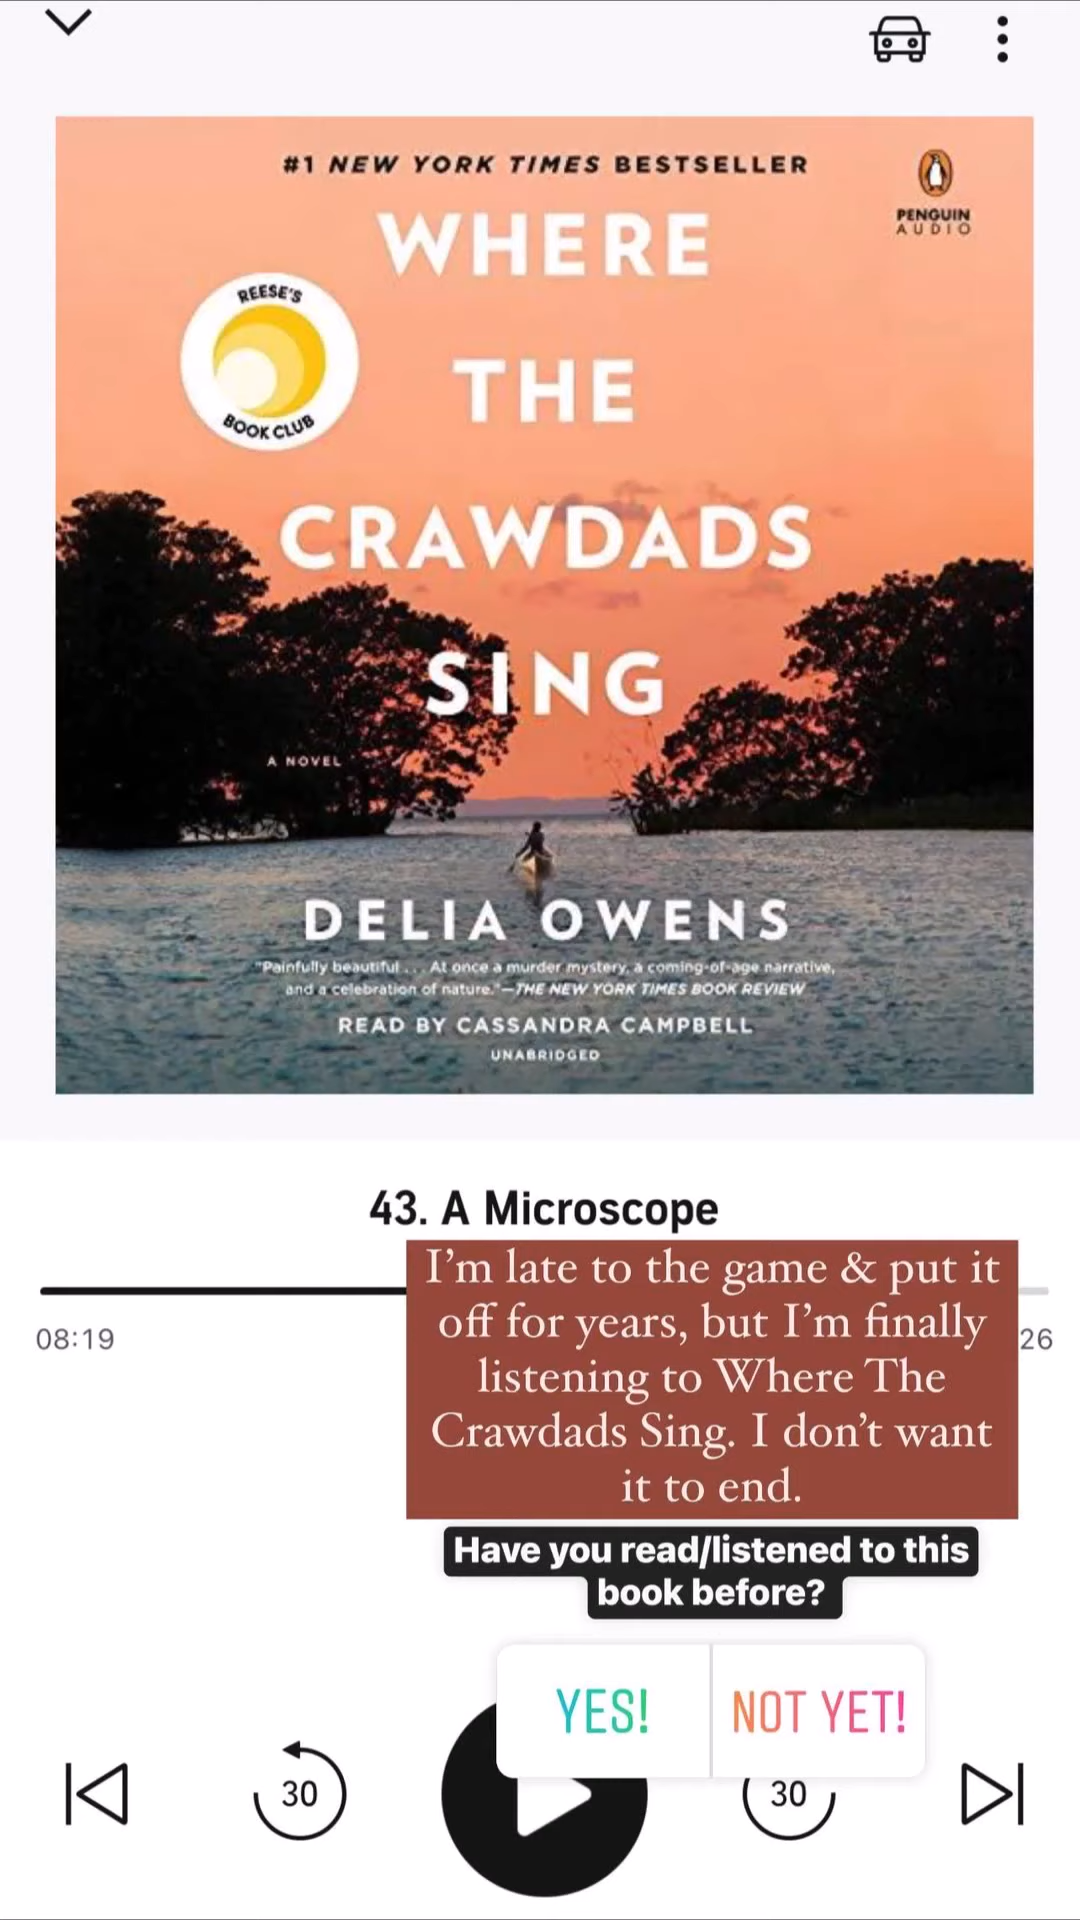 #1 NEW YORK TIMES BESTSELLER
PENGUIN
AUDIO
WHERE
REESE'S
BOOK CLUB
THE
CRAWDADS
SING
A NOVEL
DELIA OWENS
"Painfully beautiful . . . At once a murder mystery, a coming-of-age narrative,
and a celebration of nature."—THE NEW YORK TIMES BOOK REVIEW
READ BY CASSANDRA CAMPBELL
UNABRIDGED
43. A Microscope
I'm late to the game & put it
off for years, but I'm finally
listening to Where The
Crawdads Sing. I don't want
it to end.
08:19
26
Have you read/listened to this
book before?
YES!
NOT YET!
30
30